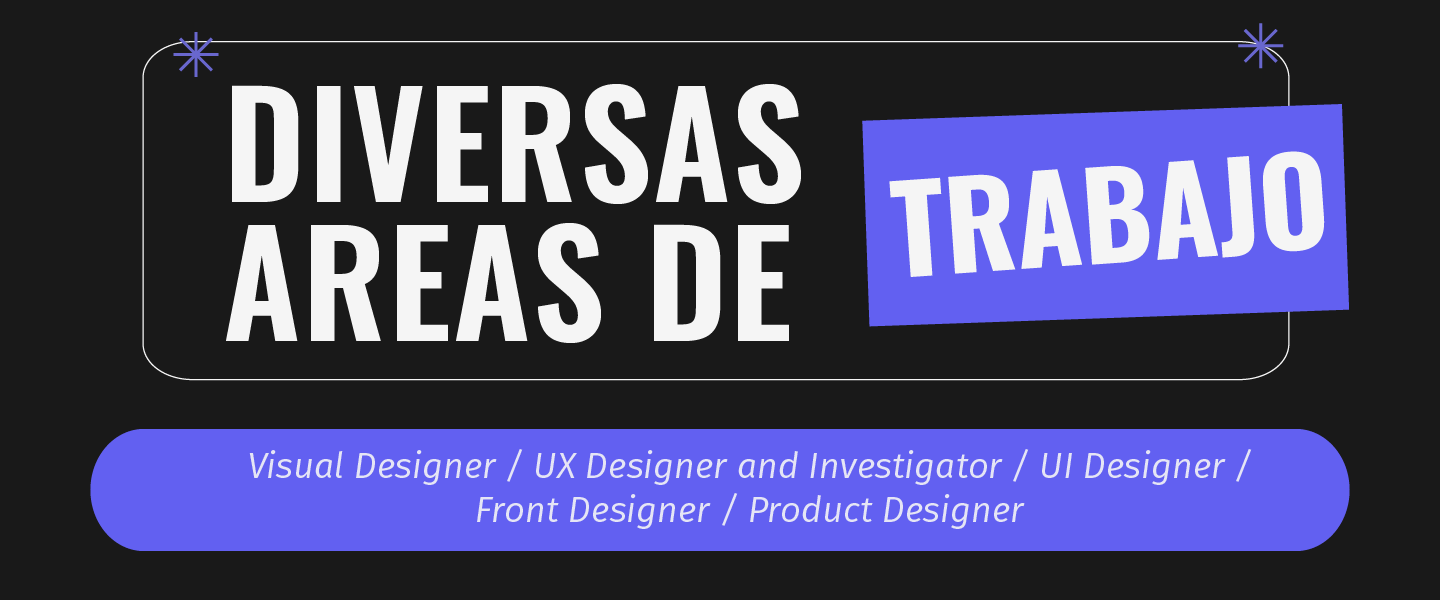 DIVERSAS
AREAS DE
TRABAJO
Visual Designer / UX Designer and Investigator / UI Designer /
Front Designer / Product Designer